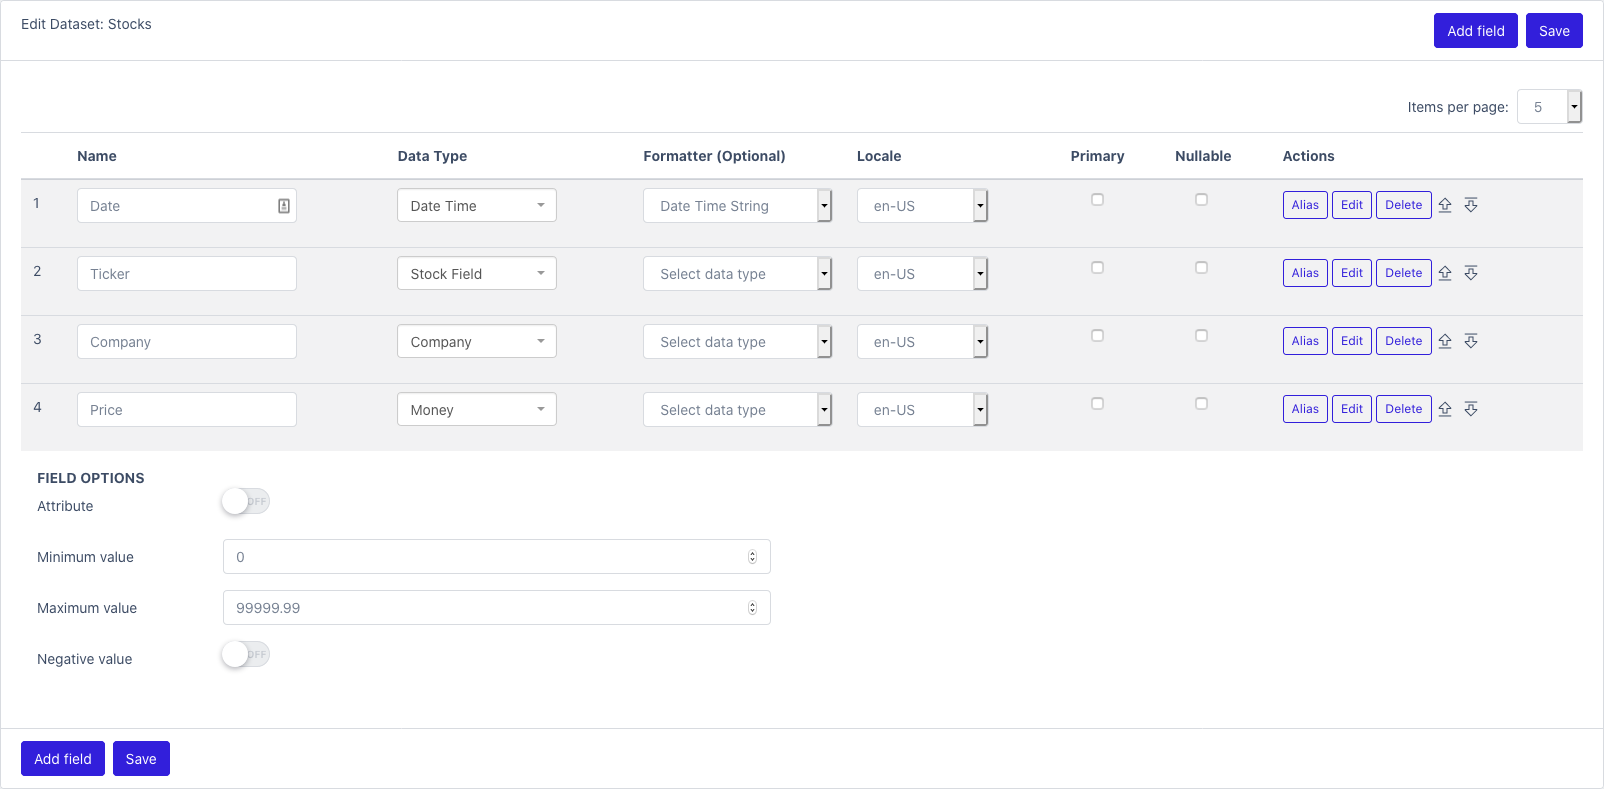 Edit Dataset: Stocks
Add field Save
Items per page: 5
Name Data Type Formatter (Optional) Locale Primary Nullable Actions
1 Date Date Time Date Time String en-US Alias Edit Delete
2 Ticker Stock Field Select data type en-US Alias Edit Delete
3 Company Company Select data type en-US Alias Edit Delete
4 Price Money Select data type en-US Alias Edit Delete
FIELD OPTIONS
Attribute OFF
Minimum value 0
Maximum value 99999.99
Negative value OFF
Add field Save